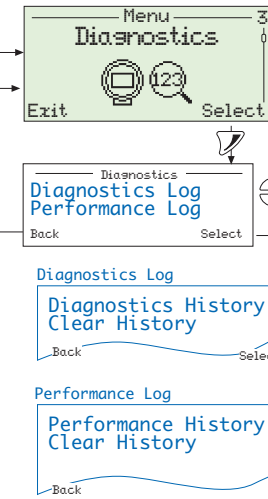 Menu 3
Diagnostics
123
Exit Select
Diagnostics
Diagnostics Log
Performance Log
Back Select
Diagnostics Log
Diagnostics History
Clear History
Back Selec
Performance Log
Performance History
Clear History
Back